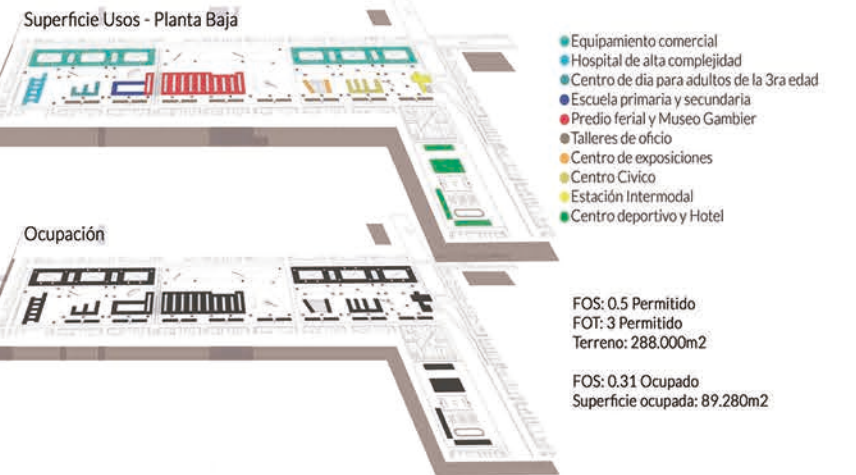 Superficie Usos - Planta Baja
Equipamiento comercial
Hospital de alta complejidad
Centro de dia para adultos de la 3ra edad
Escuela primaria y secundaria
Predio ferial y Museo Gambier
Talleres de oficio
Centro de exposiciones
Centro Civico
Estación Intermodal
Centro deportivo y Hotel
Ocupación
FOS: 0.5 Permitido
FOT: 3 Permitido
Terreno: 288.000m2
FOS: 0.31 Ocupado
Superficie ocupada: 89.280m2